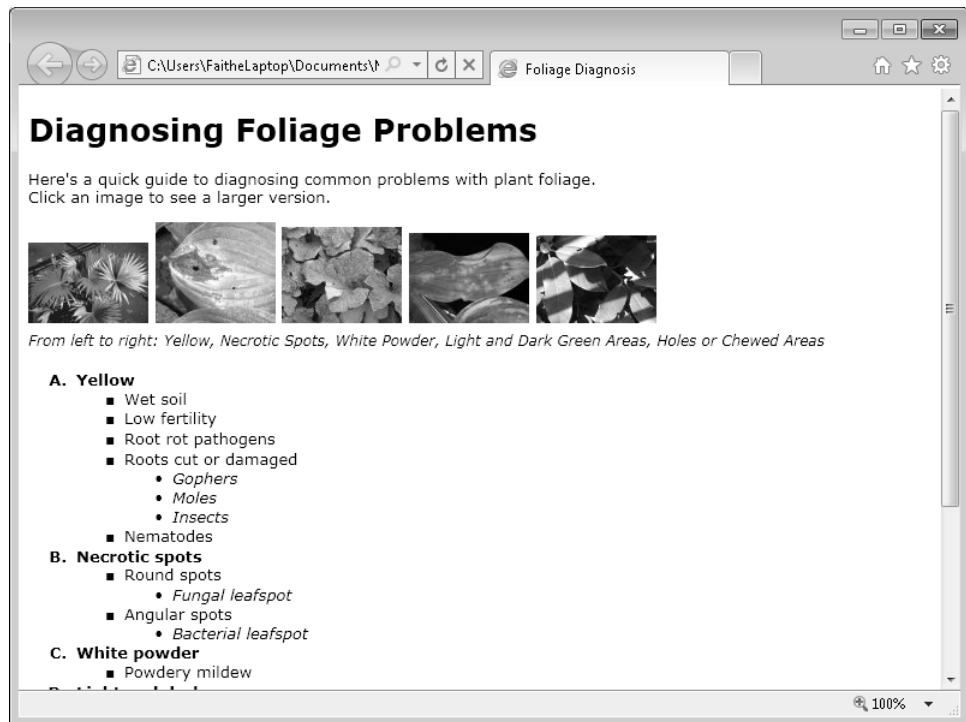 C:\Users\FaitheLaptop\Documents\
Foliage Diagnosis
Diagnosing Foliage Problems
Here's a quick guide to diagnosing common problems with plant foliage.
Click an image to see a larger version.
From left to right: Yellow, Necrotic Spots, White Powder, Light and Dark Green Areas, Holes or Chewed Areas
A. Yellow
■ Wet soil
■ Low fertility
■ Root rot pathogens
■ Roots cut or damaged
• Gophers
• Moles
• Insects
■ Nematodes
B. Necrotic spots
■ Round spots
• Fungal leafspot
■ Angular spots
• Bacterial leafspot
C. White powder
■ Powdery mildew
100%